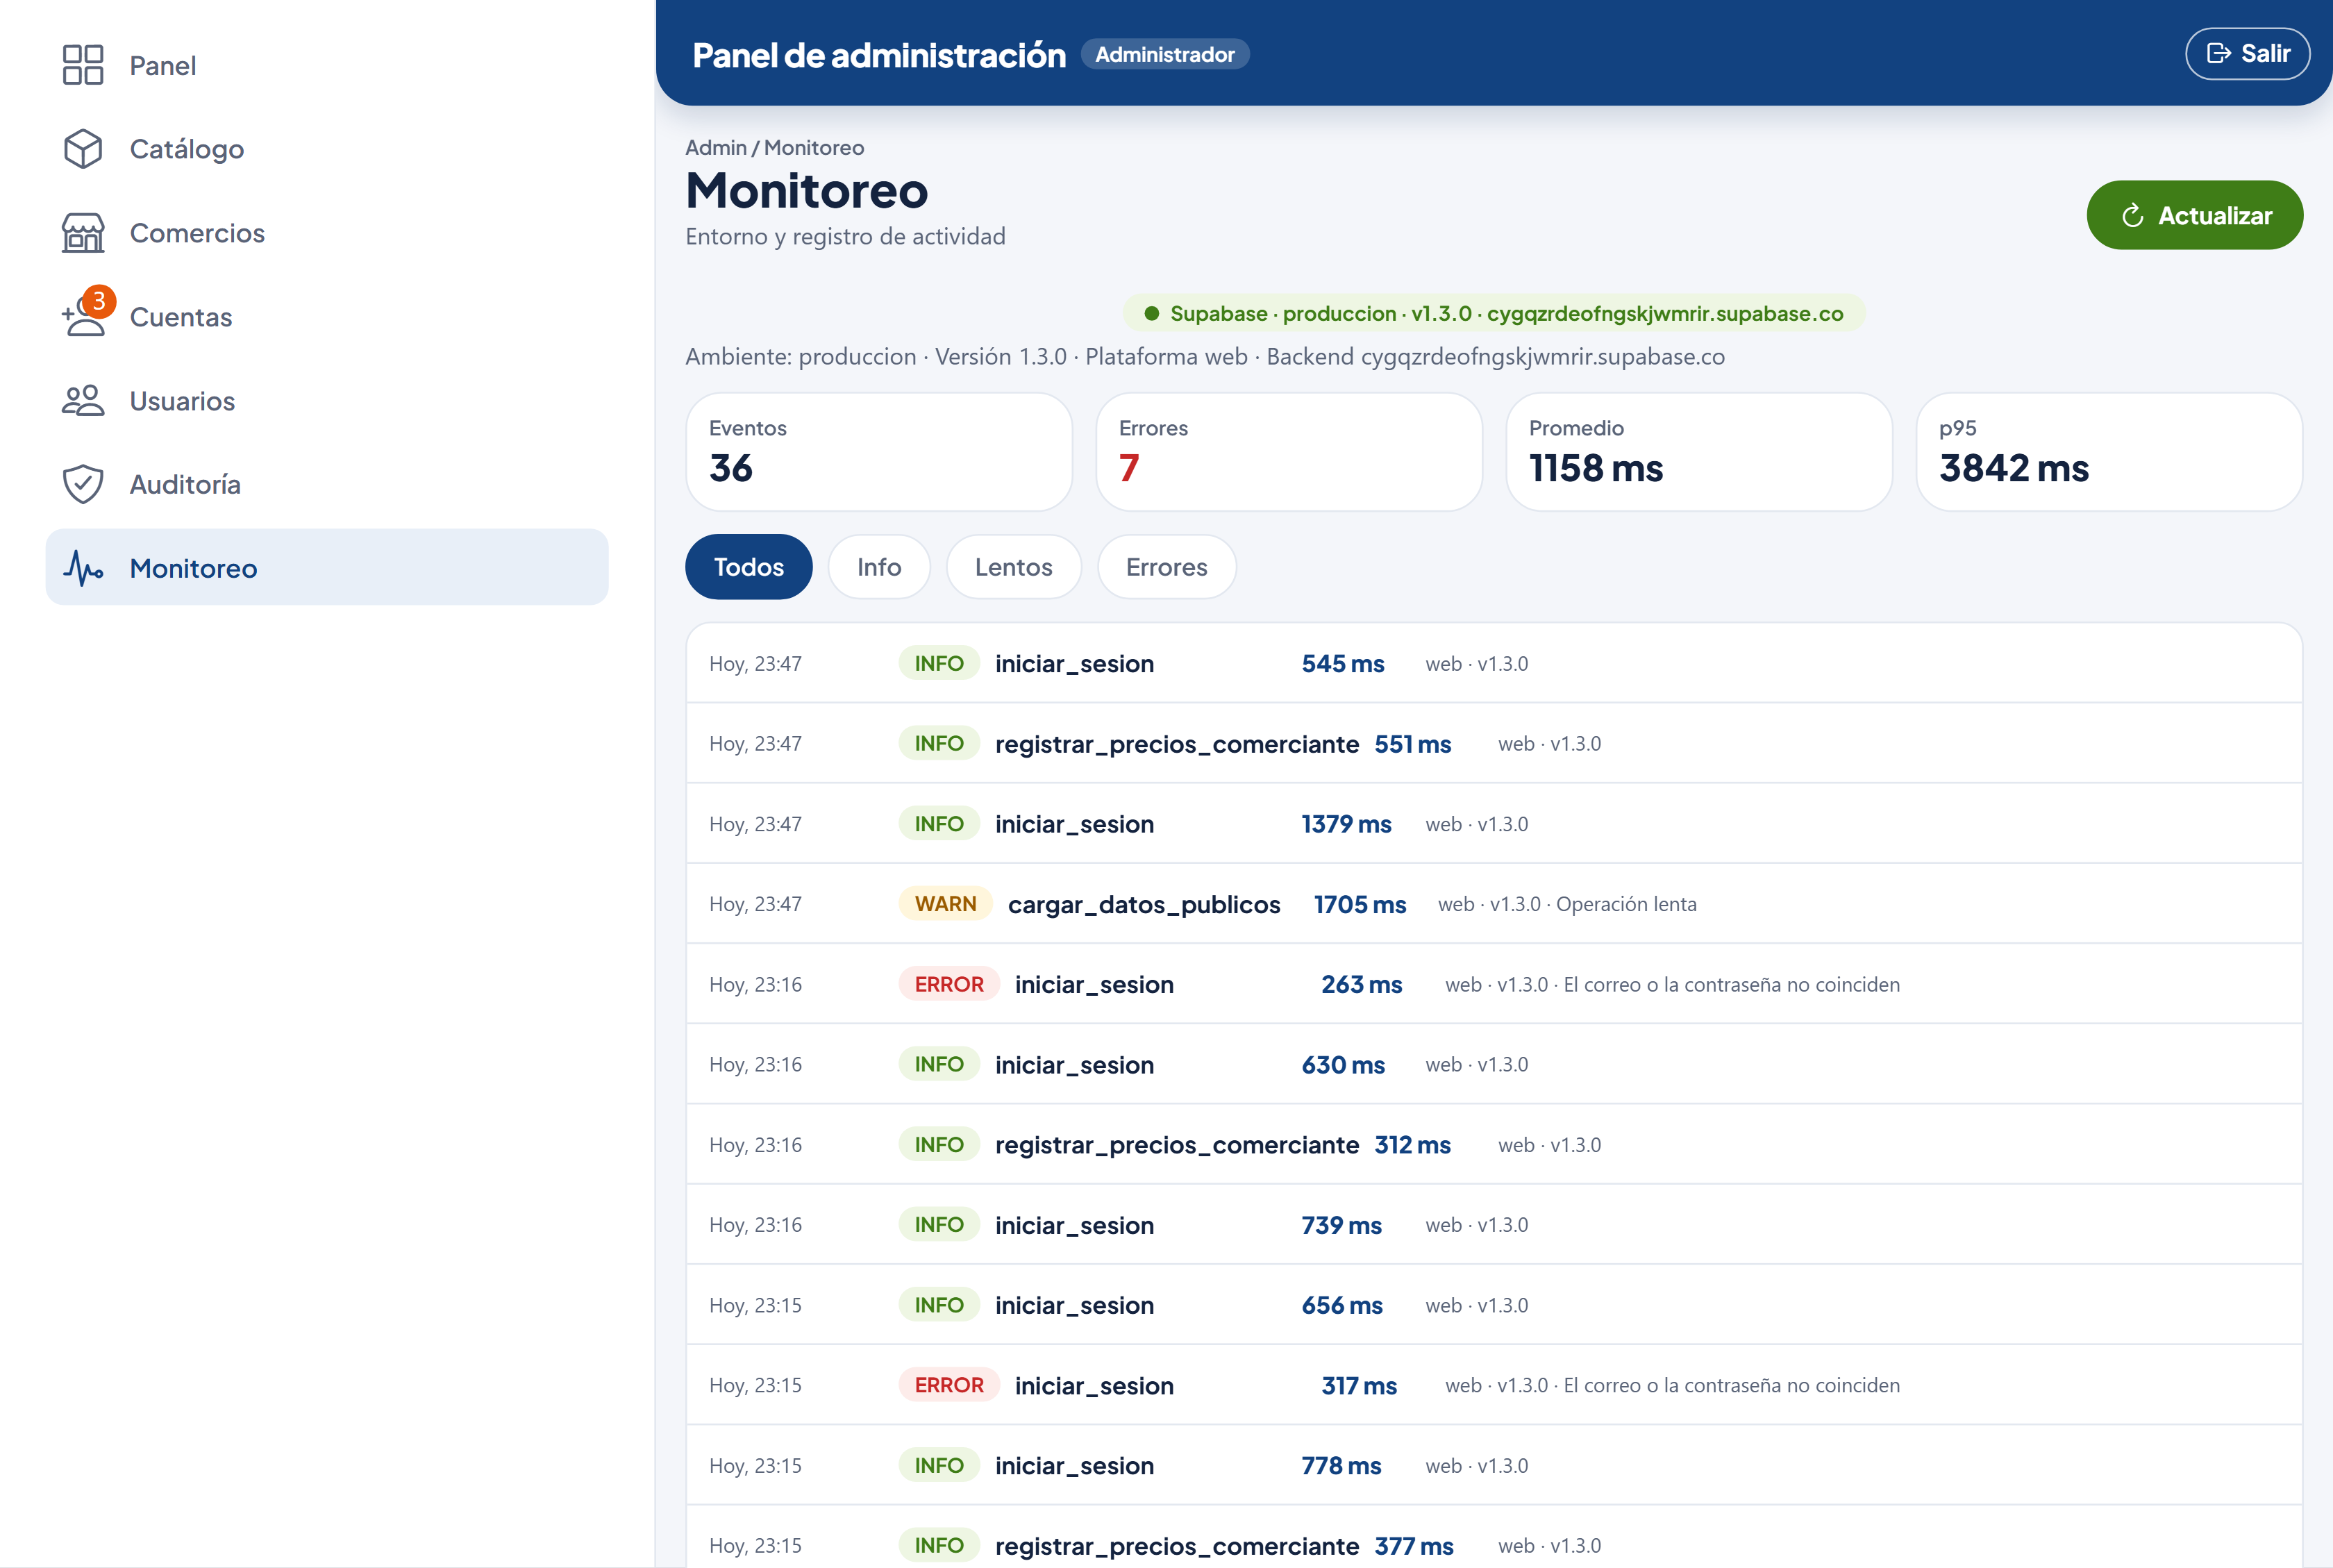 Panel
Catálogo
Comercios
3
Cuentas
Usuarios
Auditoría
Monitoreo
Panel de administración Administrador Salir
Admin / Monitoreo
Monitoreo
Entorno y registro de actividad
Actualizar
Supabase · produccion · v1.3.0 · cygqzrdeofngskjwmrir.supabase.co
Ambiente: produccion · Versión 1.3.0 · Plataforma web · Backend cygqzrdeofngskjwmrir.supabase.co
Eventos
36
Errores
7
Promedio
1158 ms
p95
3842 ms
Todos Info Lentos Errores
Hoy, 23:47 INFO iniciar_sesion 545 ms web · v1.3.0
Hoy, 23:47 INFO registrar_precios_comerciante 551 ms web · v1.3.0
Hoy, 23:47 INFO iniciar_sesion 1379 ms web · v1.3.0
Hoy, 23:47 WARN cargar_datos_publicos 1705 ms web · v1.3.0 · Operación lenta
Hoy, 23:16 ERROR iniciar_sesion 263 ms web · v1.3.0 · El correo o la contraseña no coinciden
Hoy, 23:16 INFO iniciar_sesion 630 ms web · v1.3.0
Hoy, 23:16 INFO registrar_precios_comerciante 312 ms web · v1.3.0
Hoy, 23:16 INFO iniciar_sesion 739 ms web · v1.3.0
Hoy, 23:15 INFO iniciar_sesion 656 ms web · v1.3.0
Hoy, 23:15 ERROR iniciar_sesion 317 ms web · v1.3.0 · El correo o la contraseña no coinciden
Hoy, 23:15 INFO iniciar_sesion 778 ms web · v1.3.0
Hoy, 23:15 INFO registrar_precios_comerciante 377 ms web · v1.3.0